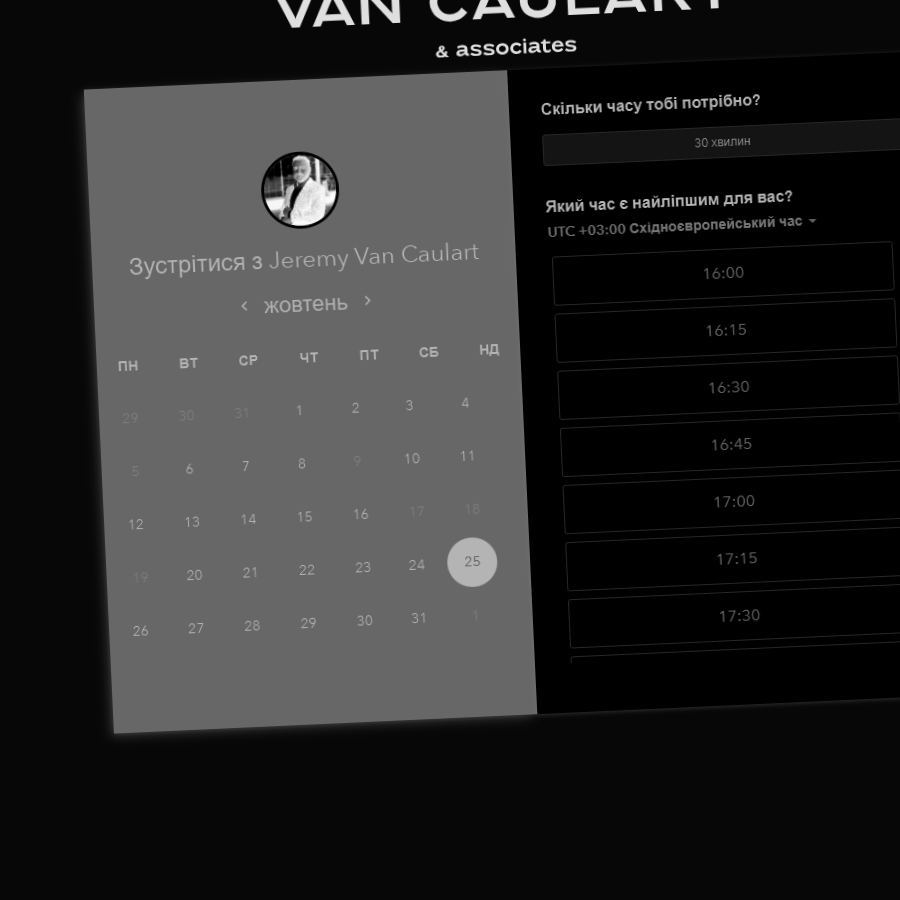 VAN CAULART
& associates
Зустрітися з Jeremy Van Caulart
жовтень
ПН ВТ СР ЧТ ПТ СБ НД
29 30 31 1 2 3 4
5 6 7 8 9 10 11
12 13 14 15 16 17 18
19 20 21 22 23 24 25
26 27 28 29 30 31 1
Скільки часу тобі потрібно?
30 хвилин
Який час є найліпшим для вас?
UTC +03:00 Східноєвропейський час
16:00
16:15
16:30
16:45
17:00
17:15
17:30